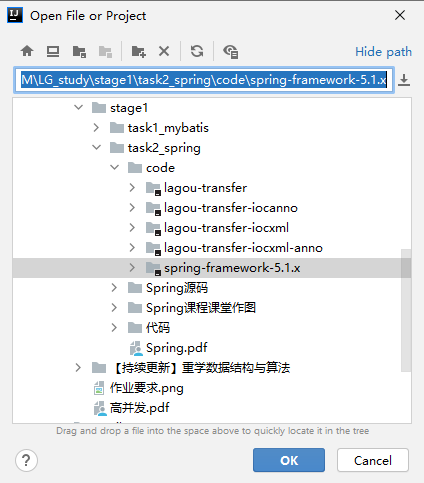 Open File or Project
Hide path
M\LG_study\stage1\task2_spring\code\spring-framework-5.1.x
stage1
task1_mybatis
task2_spring
code
lagou-transfer
lagou-transfer-iocanno
lagou-transfer-iocxml
lagou-transfer-iocxml-anno
spring-framework-5.1.x
Spring源码
Spring课程课堂作图
代码
Spring.pdf
【持续更新】重学数据结构与算法
作业要求.png
高并发.pdf
Drag and drop a file into the space above to quickly locate it in the tree
?
OK
Cancel